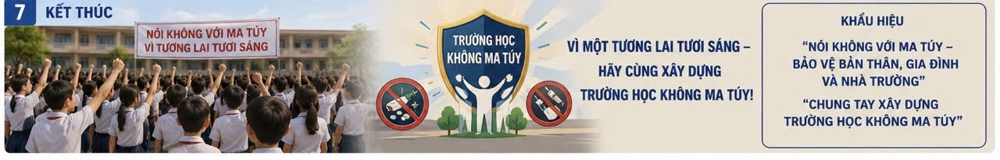 7 KẾT THÚC
NÓI KHÔNG VỚI MA TÚY
VÌ TƯƠNG LAI TƯƠI SÁNG
TRƯỜNG HỌC
KHÔNG MA TÚY
VÌ MỘT TƯƠNG LAI TƯƠI SÁNG –
HÃY CÙNG XÂY DỰNG
TRƯỜNG HỌC KHÔNG MA TÚY!
KHẨU HIỆU
“NÓI KHÔNG VỚI MA TÚY –
BẢO VỆ BẢN THÂN, GIA ĐÌNH
VÀ NHÀ TRƯỜNG”
“CHUNG TAY XÂY DỰNG
TRƯỜNG HỌC KHÔNG MA TÚY”